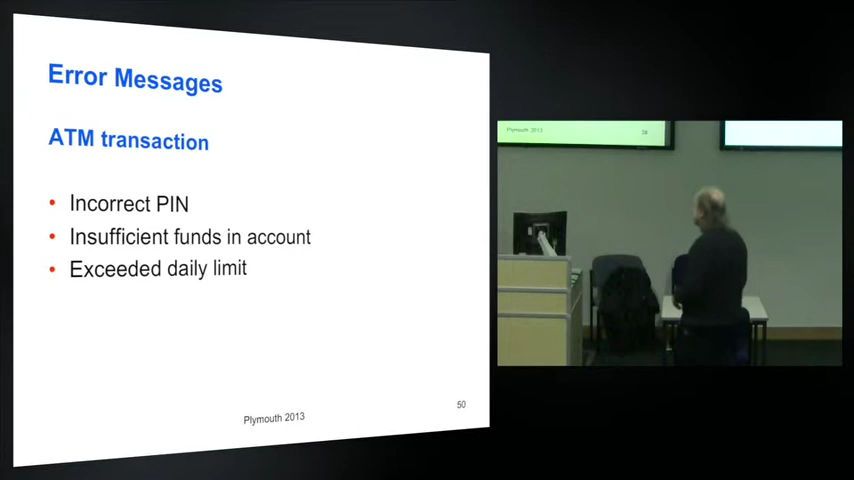 Error Messages
ATM transaction
• Incorrect PIN
• Insufficient funds in account
• Exceeded daily limit
Plymouth 2013
50
Plymouth 2013